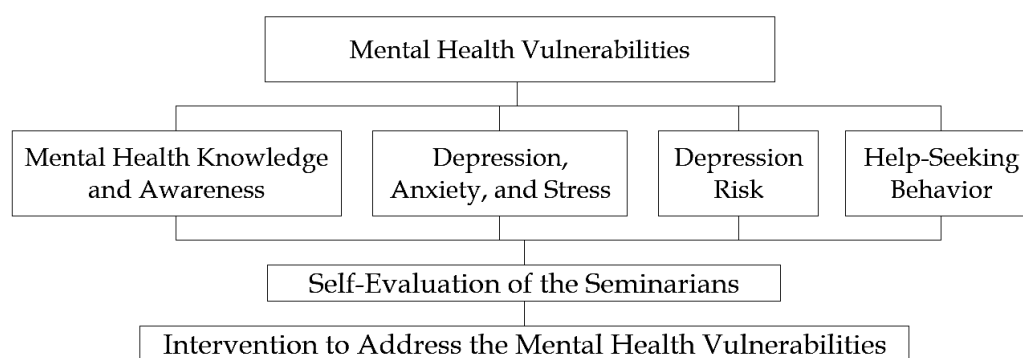 Mental Health Vulnerabilities
Mental Health Knowledge
and Awareness
Depression,
Anxiety, and Stress
Depression
Risk
Help-Seeking
Behavior
Self-Evaluation of the Seminarians
Intervention to Address the Mental Health Vulnerabilities